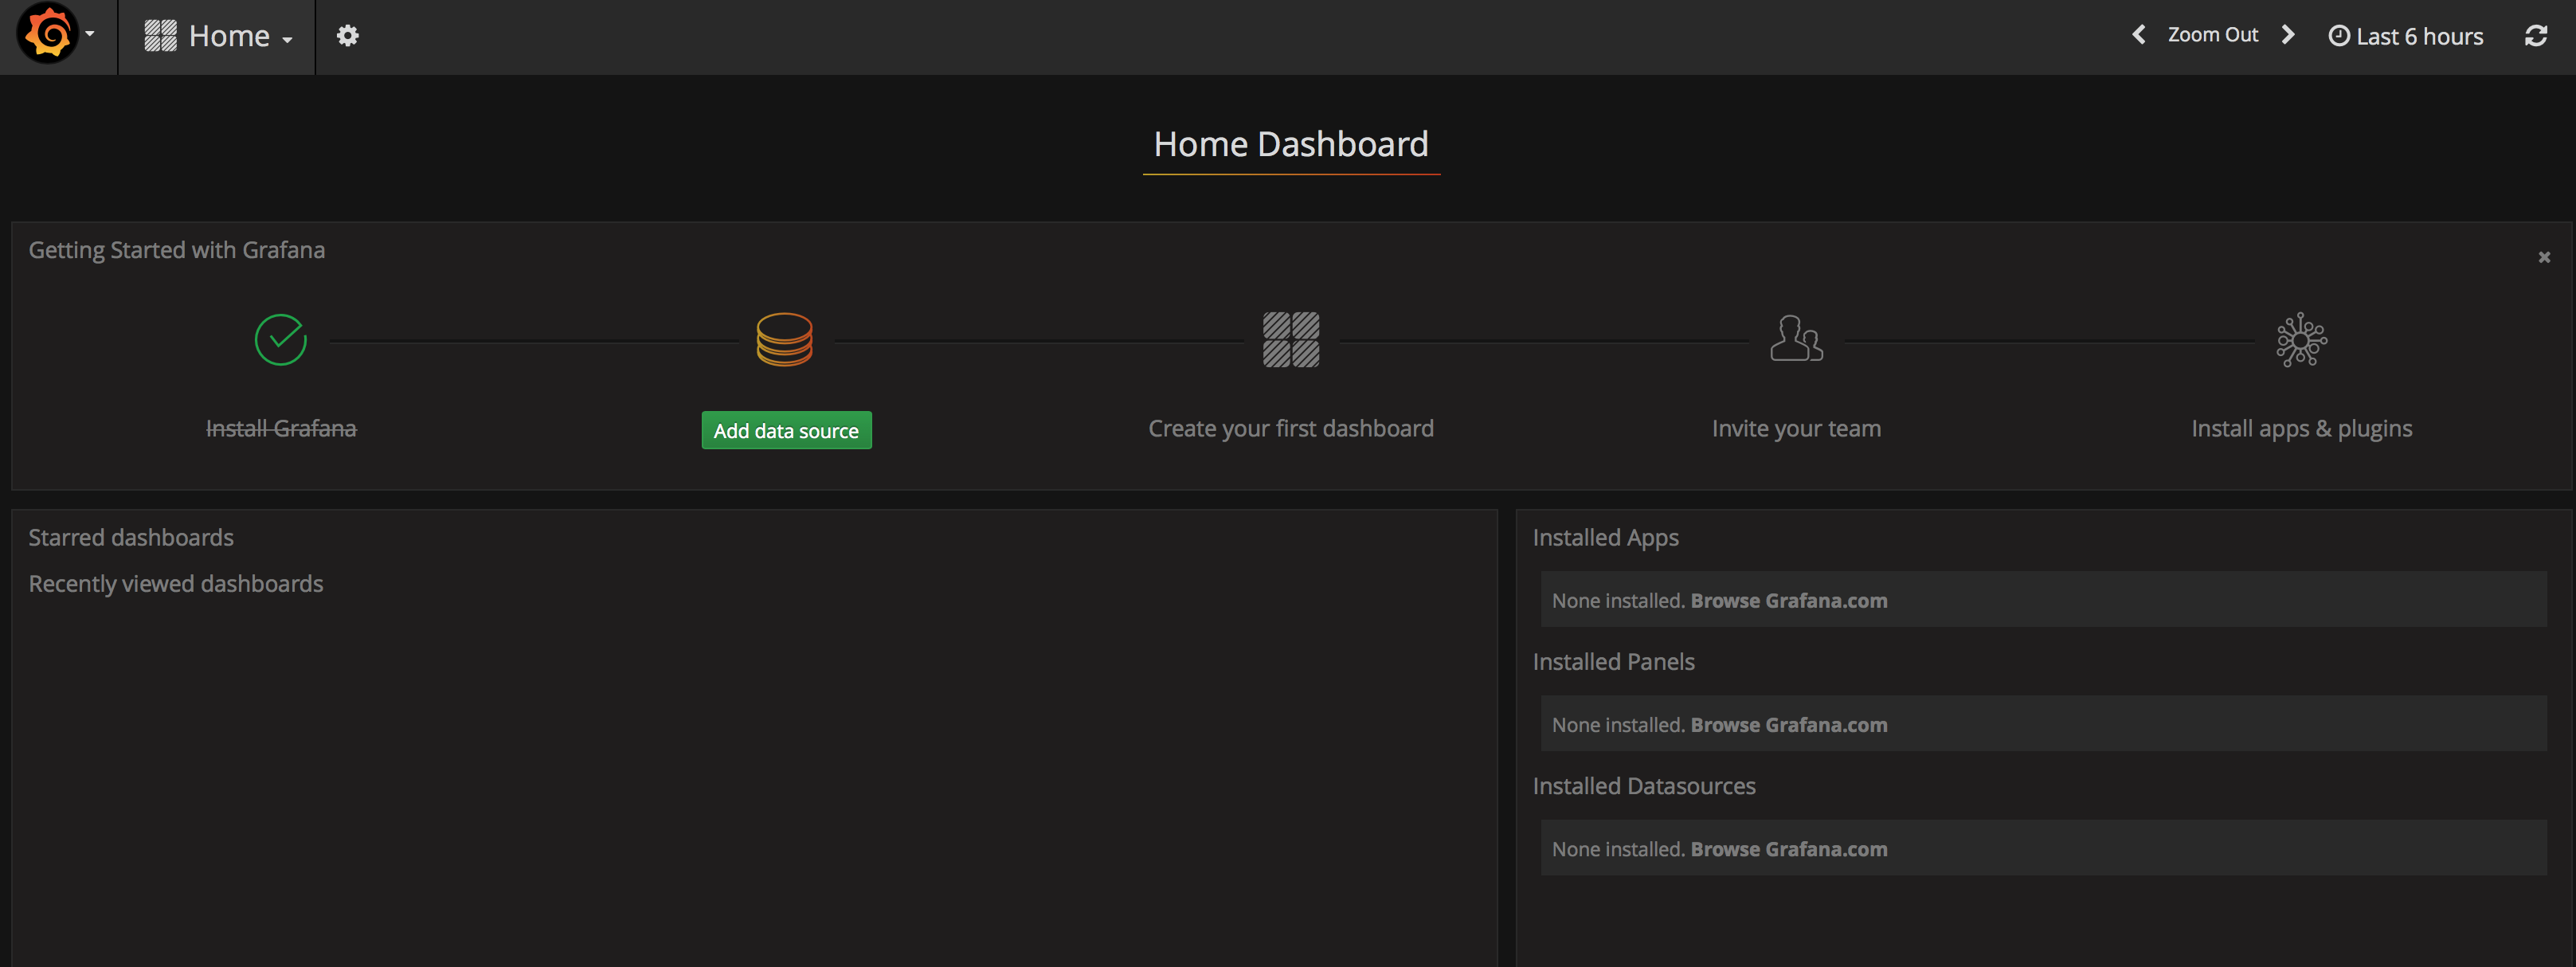 Home
Zoom Out
Last 6 hours
Home Dashboard
Getting Started with Grafana
Install Grafana
Add data source
Create your first dashboard
Invite your team
Install apps & plugins
Starred dashboards
Recently viewed dashboards
Installed Apps
None installed. Browse Grafana.com
Installed Panels
None installed. Browse Grafana.com
Installed Datasources
None installed. Browse Grafana.com